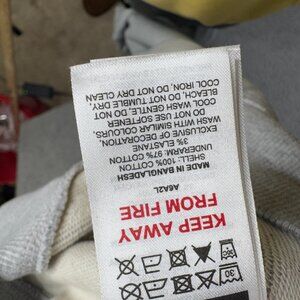 30
KEEP AWAY
FROM FIRE
A6A2L
MADE IN BANGLADESH
SHELL: 100% COTTON
UNDERARM: 97% COTTON
3% ELASTANE
EXCLUSIVE OF DECORATION,
WASH WITH SIMILAR COLOURS,
COOL WASH GENTLE, DO NOT USE SOFTENER
BLEACH, DO NOT TUMBLE DRY,
COOL IRON, DO NOT DRY CLEAN